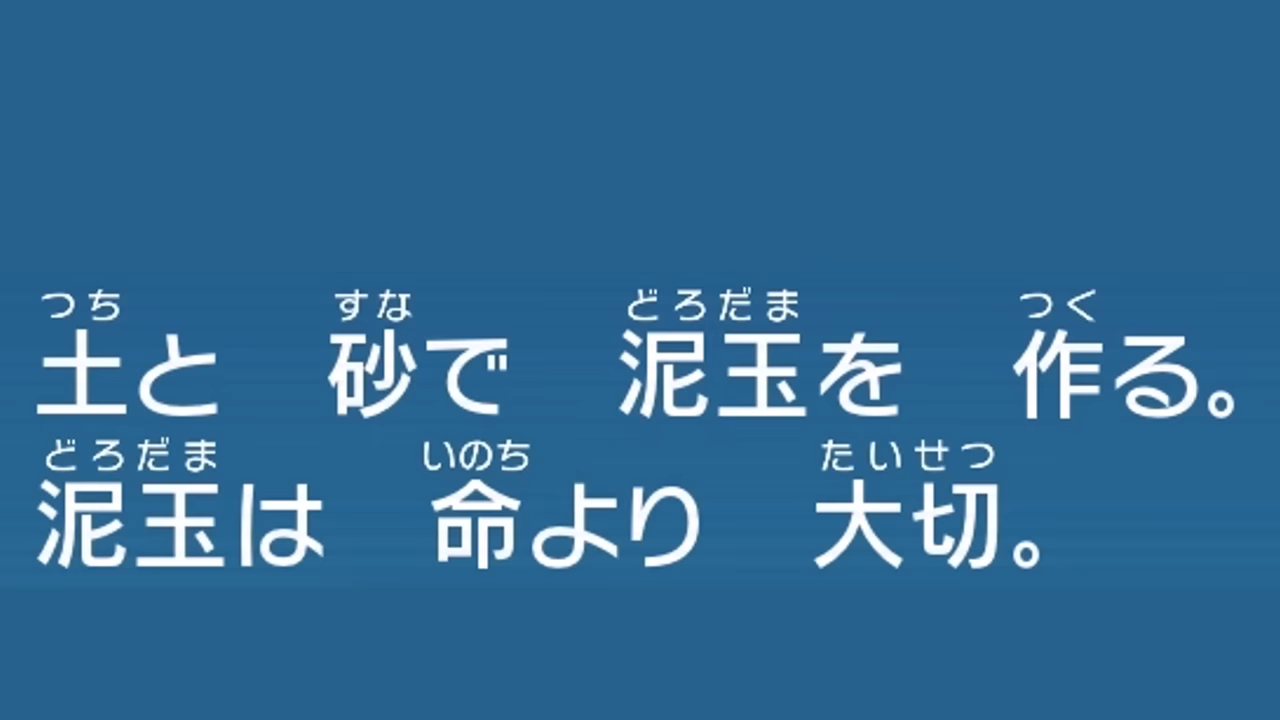 つち すな どろだま つく
土と 砂で 泥玉を 作る。
どろだま いのち たいせつ
泥玉は 命より 大切。